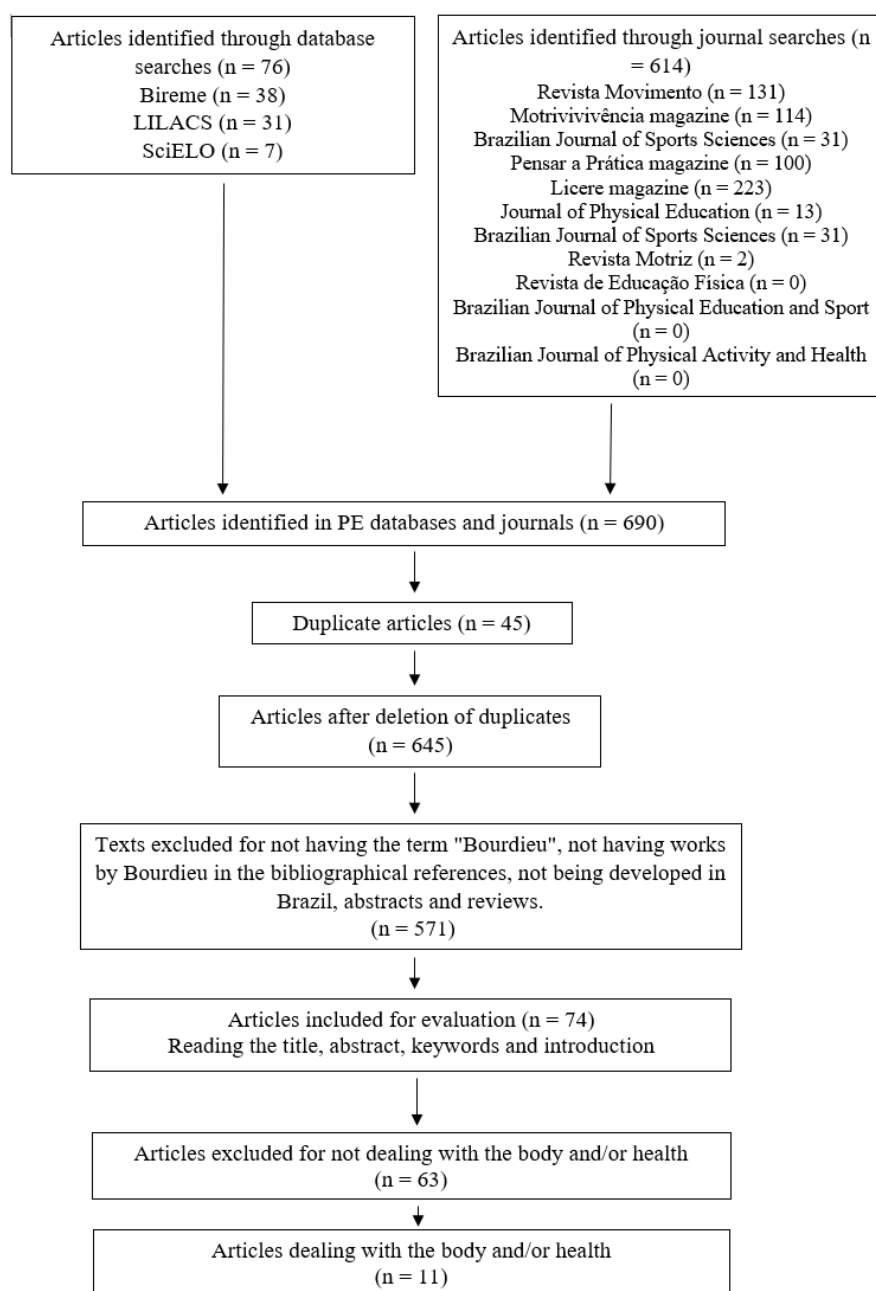 Articles identified through database
searches (n = 76)
Bireme (n = 38)
LILACS (n = 31)
SciELO (n = 7)
Articles identified through journal searches (n
= 614)
Revista Movimento (n = 131)
Motrivivivência magazine (n = 114)
Brazilian Journal of Sports Sciences (n = 31)
Pensar a Prática magazine (n = 100)
Licere magazine (n = 223)
Journal of Physical Education (n = 13)
Brazilian Journal of Sports Sciences (n = 31)
Revista Motriz (n = 2)
Revista de Educação Física (n = 0)
Brazilian Journal of Physical Education and Sport
(n = 0)
Brazilian Journal of Physical Activity and Health
(n = 0)
Articles identified in PE databases and journals (n = 690)
Duplicate articles (n = 45)
Articles after deletion of duplicates
(n = 645)
Texts excluded for not having the term "Bourdieu", not having works
by Bourdieu in the bibliographical references, not being developed in
Brazil, abstracts and reviews.
(n = 571)
Articles included for evaluation (n = 74)
Reading the title, abstract, keywords and introduction
Articles excluded for not dealing with the body and/or health
(n = 63)
Articles dealing with the body and/or health
(n = 11)